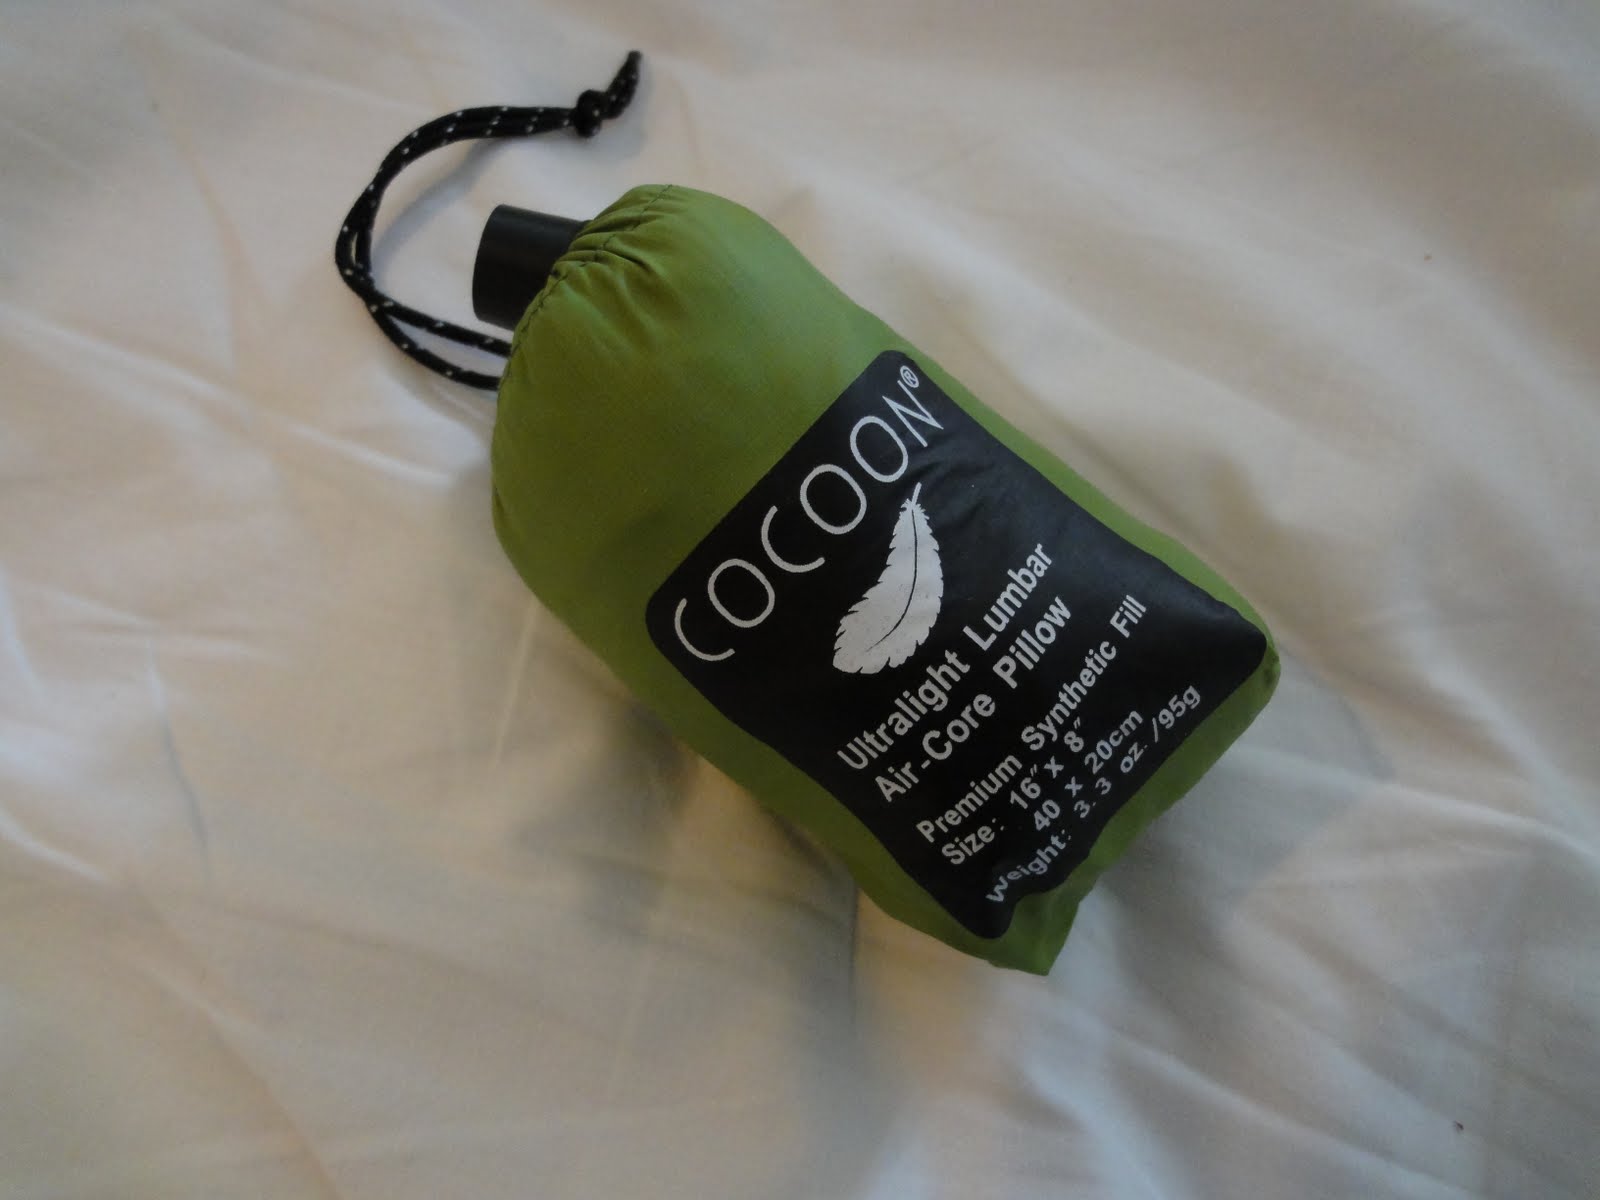 COCOON®
Ultralight Lumbar
Air-Core Pillow
Premium Synthetic Fill
Size: 16" x 8"
40 x 20cm
Weight: 3.3 oz./95g